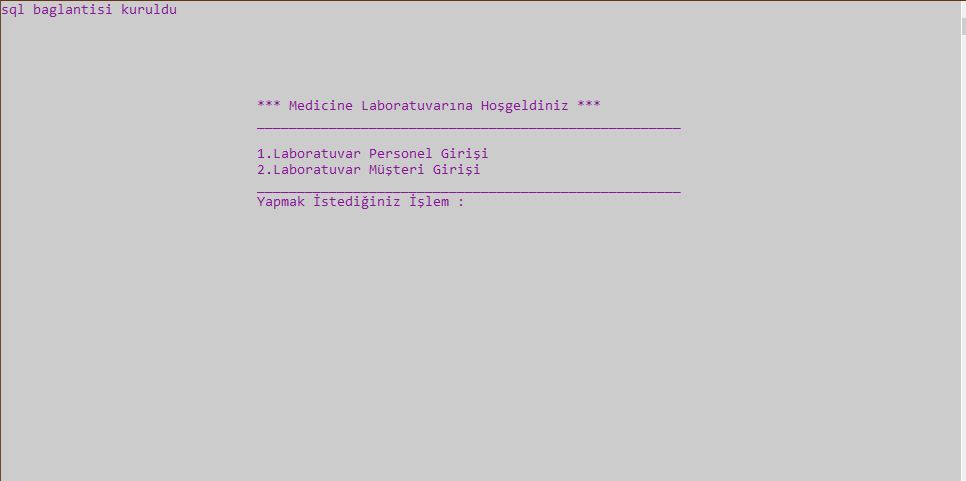 sql baglantisi kuruldu
*** Medicine Laboratuvarına Hoşgeldiniz ***
_____________________________________________________
1.Laboratuvar Personel Girişi
2.Laboratuvar Müşteri Girişi
_____________________________________________________
Yapmak İstediğiniz İşlem :